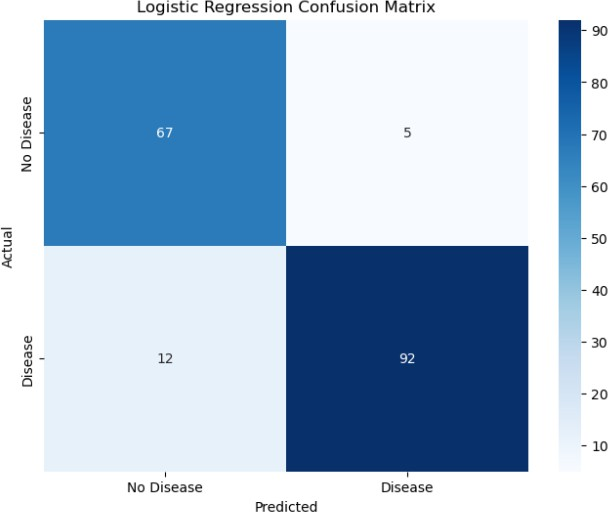 Logistic Regression Confusion Matrix
No Disease
67
5
Actual
Disease
12
92
No Disease
Disease
Predicted
90
80
70
60
50
40
30
20
10